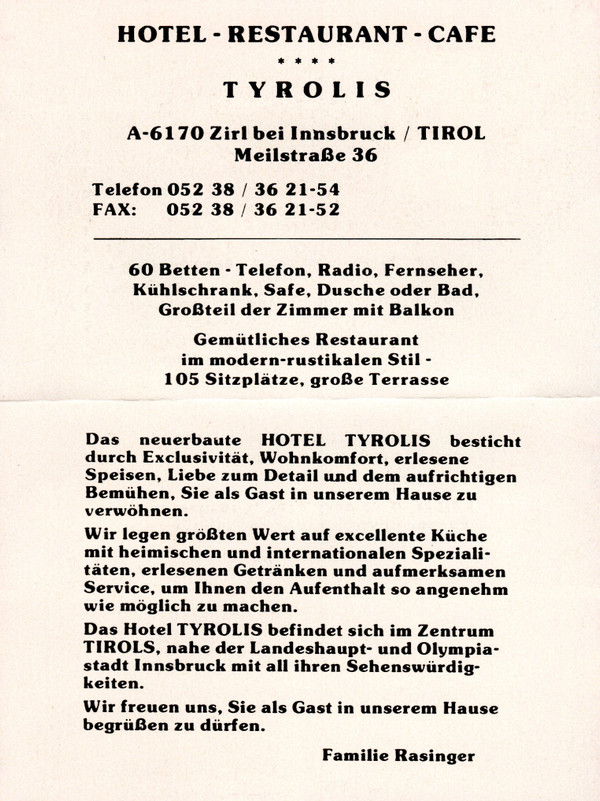 HOTEL - RESTAURANT - CAFE
* * * *
TYROLIS
A-6170 Zirl bei Innsbruck / TIROL
Meilstraße 36
Telefon 052 38 / 36 21-54
FAX: 052 38 / 36 21-52
60 Betten - Telefon, Radio, Fernseher,
Kühlschrank, Safe, Dusche oder Bad,
Großteil der Zimmer mit Balkon
Gemütliches Restaurant
im modern-rustikalen Stil -
105 Sitzplätze, große Terrasse
Das neuerbaute HOTEL TYROLIS besticht
durch Exclusivität, Wohnkomfort, erlesene
Speisen, Liebe zum Detail und dem aufrichtigen
Bemühen, Sie als Gast in unserem Hause zu
verwöhnen.
Wir legen größten Wert auf excellente Küche
mit heimischen und internationalen Speziali-
täten, erlesenen Getränken und aufmerksamen
Service, um Ihnen den Aufenthalt so angenehm
wie möglich zu machen.
Das Hotel TYROLIS befindet sich im Zentrum
TIROLS, nahe der Landeshaupt- und Olympia-
stadt Innsbruck mit all ihren Sehenswürdig-
keiten.
Wir freuen uns, Sie als Gast in unserem Hause
begrüßen zu dürfen.
Familie Rasinger